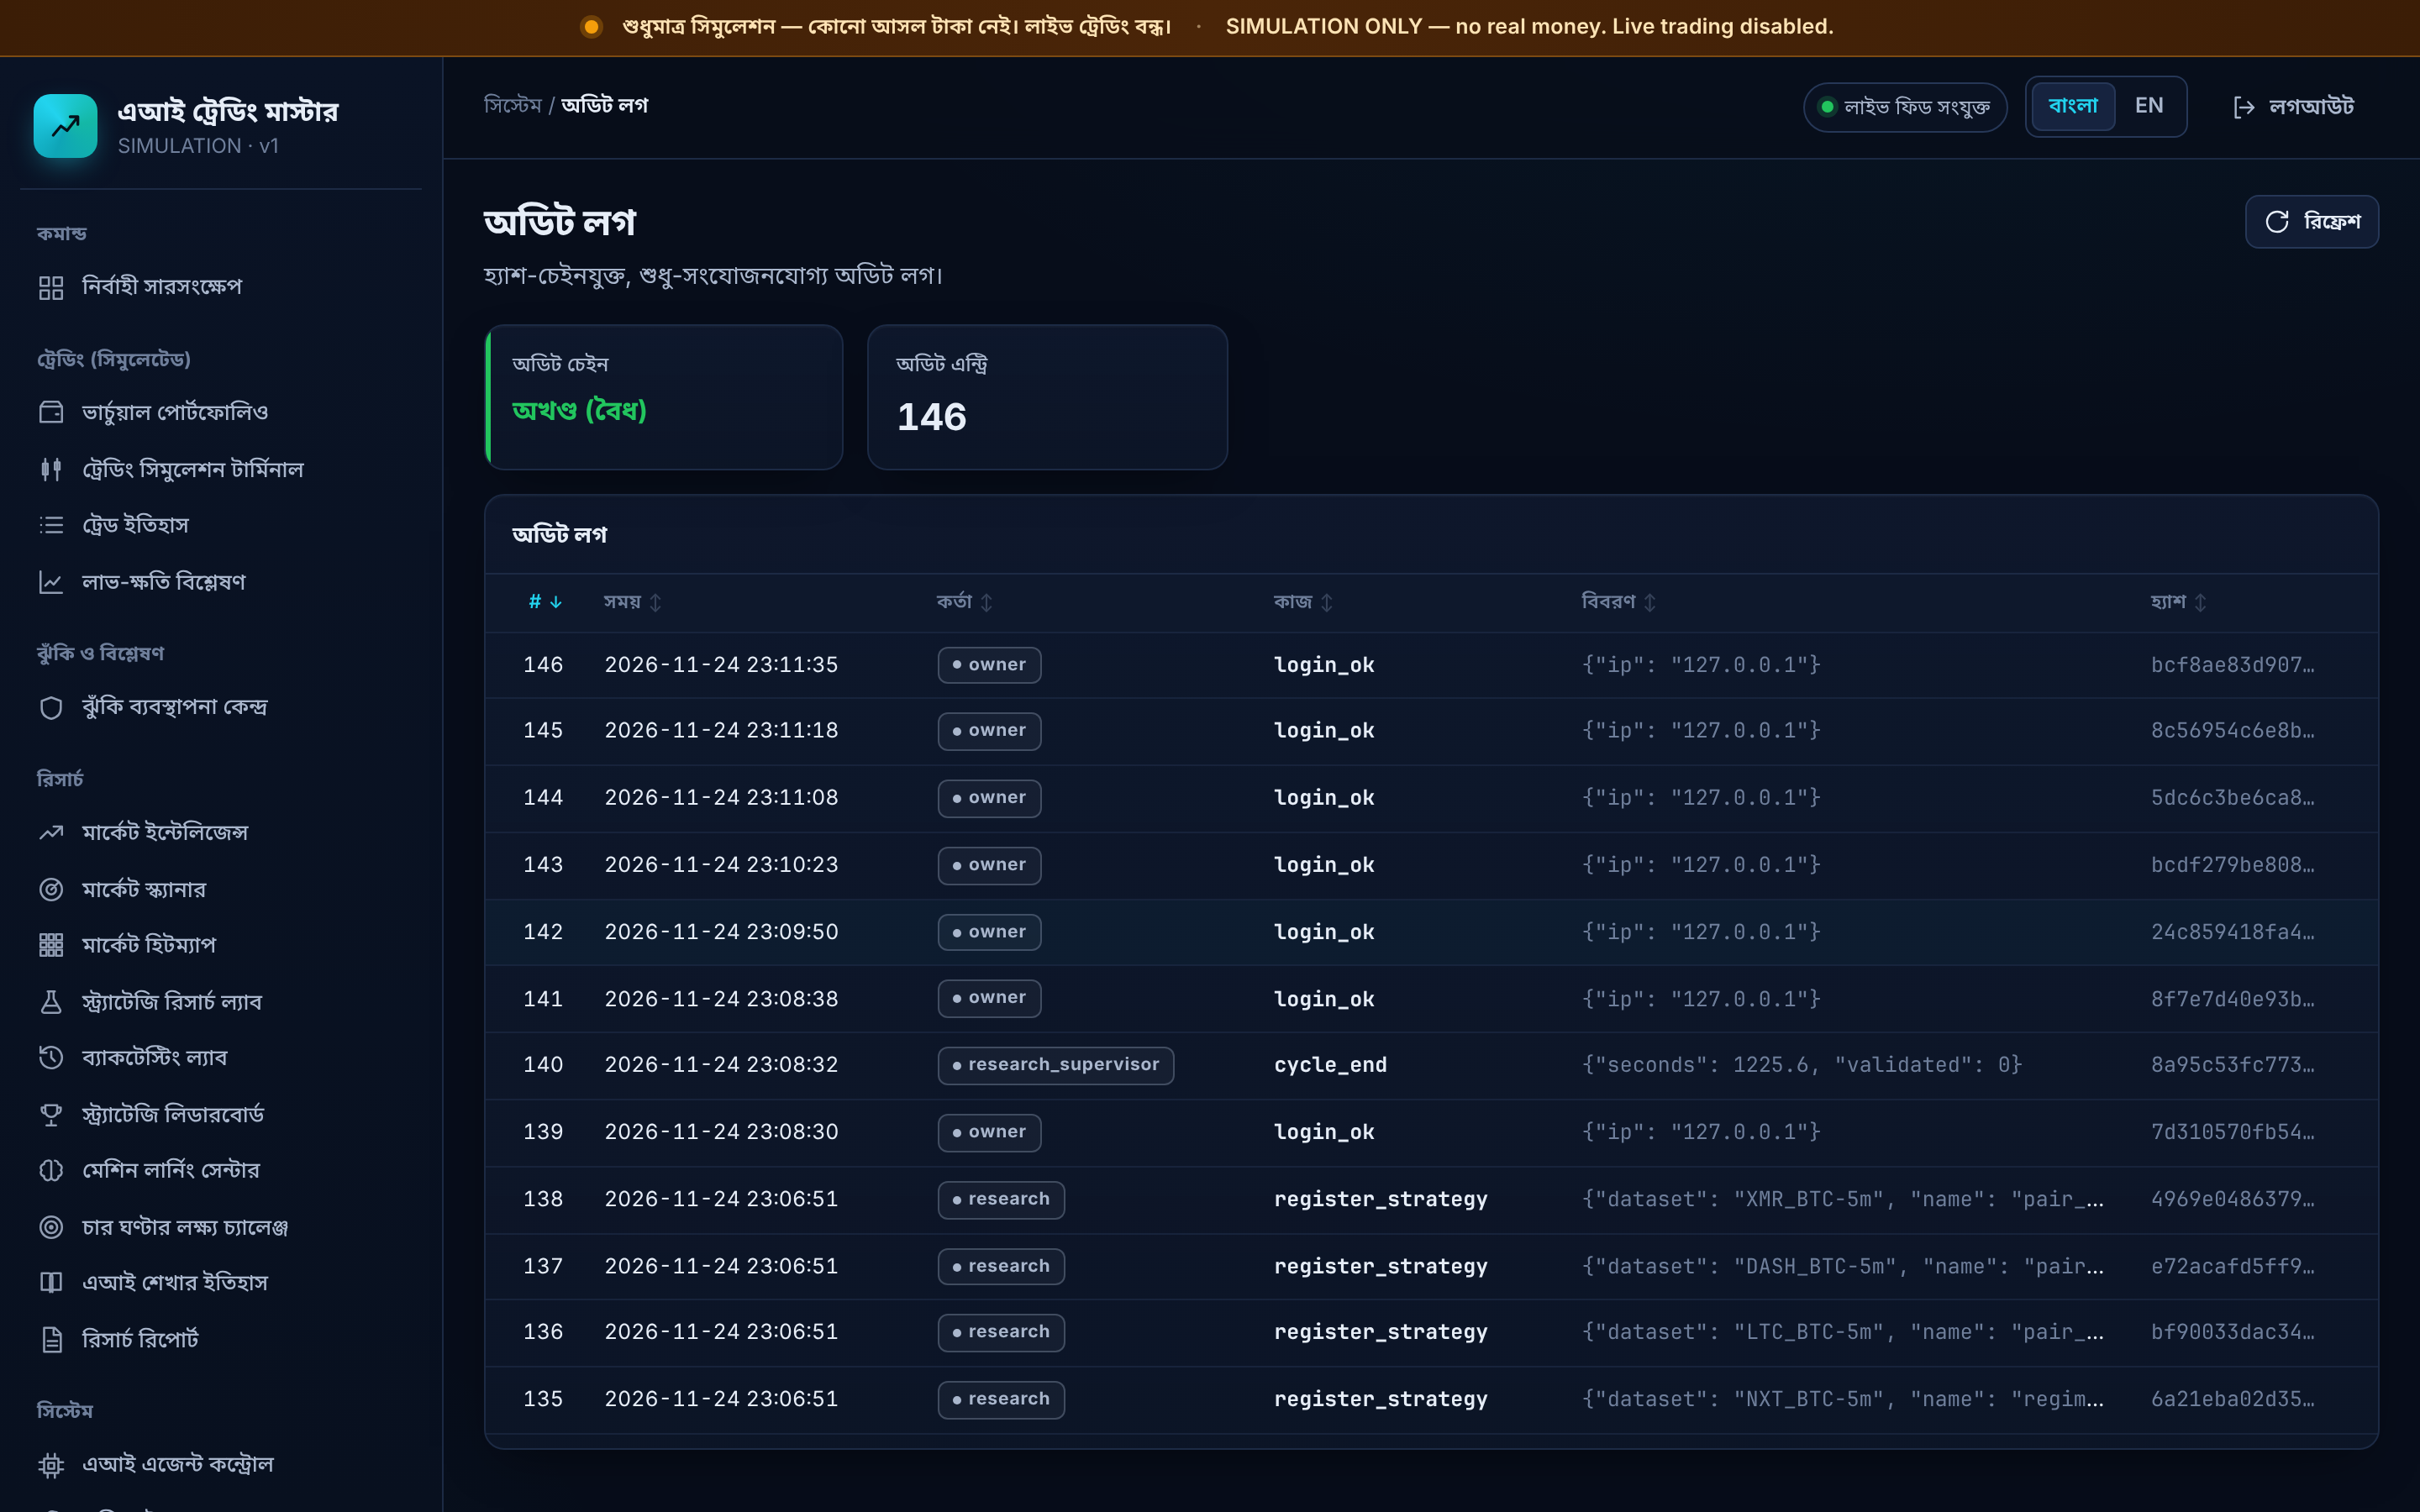 শুধুমাত্র সিমুলেশন — কোনো আসল টাকা নেই। লাইভ ট্রেডিং বন্ধ। · SIMULATION ONLY — no real money. Live trading disabled.
এআই ট্রেডিং মাস্টার
SIMULATION · v1
কমান্ড
নির্বাহী সারসংক্ষেপ
ট্রেডিং (সিমুলেটেড)
ভার্চুয়াল পোর্টফোলিও
ট্রেডিং সিমুলেশন টার্মিনাল
ট্রেড ইতিহাস
লাভ-ক্ষতি বিশ্লেষণ
ঝুঁকি ও বিশ্লেষণ
ঝুঁকি ব্যবস্থাপনা কেন্দ্র
রিসার্চ
মার্কেট ইন্টেলিজেন্স
মার্কেট স্ক্যানার
মার্কেট হিটম্যাপ
স্ট্র্যাটেজি রিসার্চ ল্যাব
ব্যাকটেস্টিং ল্যাব
স্ট্র্যাটেজি লিডারবোর্ড
মেশিন লার্নিং সেন্টার
চার ঘণ্টার লক্ষ্য চ্যালেঞ্জ
এআই শেখার ইতিহাস
রিসার্চ রিপোর্ট
সিস্টেম
এআই এজেন্ট কন্ট্রোল
সিস্টেম / অডিট লগ
লাইভ ফিড সংযুক্ত
বাংলা EN
লগআউট
অডিট লগ
রিফ্রেশ
হ্যাশ-চেইনযুক্ত, শুধু-সংযোজনযোগ্য অডিট লগ।
অডিট চেইন
অখণ্ড (বৈধ)
অডিট এন্ট্রি
146
অডিট লগ
# ↓ সময় কর্তা কাজ বিবরণ হ্যাশ
146 2026-11-24 23:11:35 owner login_ok {"ip": "127.0.0.1"} bcf8ae83d907…
145 2026-11-24 23:11:18 owner login_ok {"ip": "127.0.0.1"} 8c56954c6e8b…
144 2026-11-24 23:11:08 owner login_ok {"ip": "127.0.0.1"} 5dc6c3be6ca8…
143 2026-11-24 23:10:23 owner login_ok {"ip": "127.0.0.1"} bcdf279be808…
142 2026-11-24 23:09:50 owner login_ok {"ip": "127.0.0.1"} 24c859418fa4…
141 2026-11-24 23:08:38 owner login_ok {"ip": "127.0.0.1"} 8f7e7d40e93b…
140 2026-11-24 23:08:32 research_supervisor cycle_end {"seconds": 1225.6, "validated": 0} 8a95c53fc773…
139 2026-11-24 23:08:30 owner login_ok {"ip": "127.0.0.1"} 7d310570fb54…
138 2026-11-24 23:06:51 research register_strategy {"dataset": "XMR_BTC-5m", "name": "pair_… 4969e0486379…
137 2026-11-24 23:06:51 research register_strategy {"dataset": "DASH_BTC-5m", "name": "pair… e72acafd5ff9…
136 2026-11-24 23:06:51 research register_strategy {"dataset": "LTC_BTC-5m", "name": "pair_… bf90033dac34…
135 2026-11-24 23:06:51 research register_strategy {"dataset": "NXT_BTC-5m", "name": "regim… 6a21eba02d35…